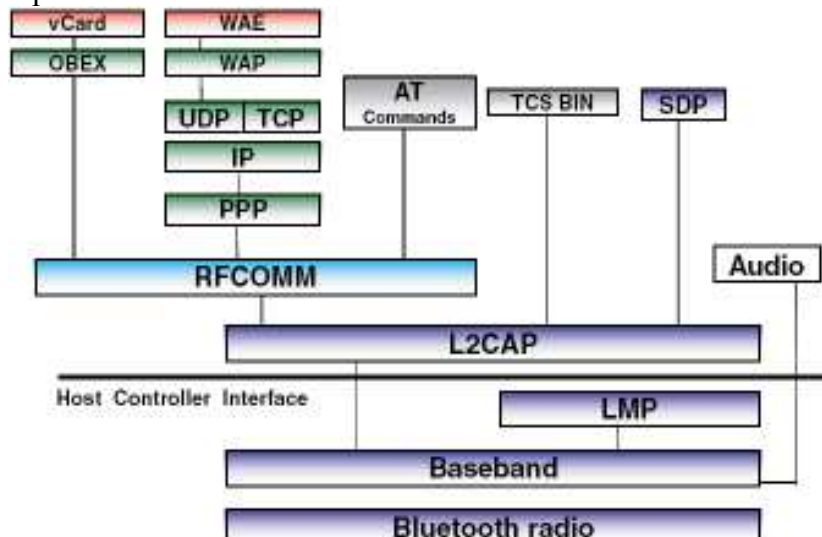 vCard
WAE
OBEX
WAP
AT
Commands
TCS BIN
SDP
UDP
TCP
IP
PPP
RFCOMM
Audio
L2CAP
Host Controller Interface
LMP
Baseband
Bluetooth radio